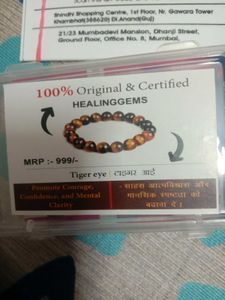 Shindhi Shopping Centre, 1st Floor, Nr. Gawara Tower
Khambhat(388620) Di.Anand(Guj)
21/23 Mumbadevi Mansion, Dhanji Street,
Ground Floor, Office No. 8, Mumbai,
100% Original & Certified
HEALINGGEMS
MRP :- 999/-
Tiger eye | टाइगर आई
- Promote Courage,
Confidence, and Mental
Clarity
- साहस आत्मविश्वास और
मानसिक स्पष्टता को
बढ़ावा दें |